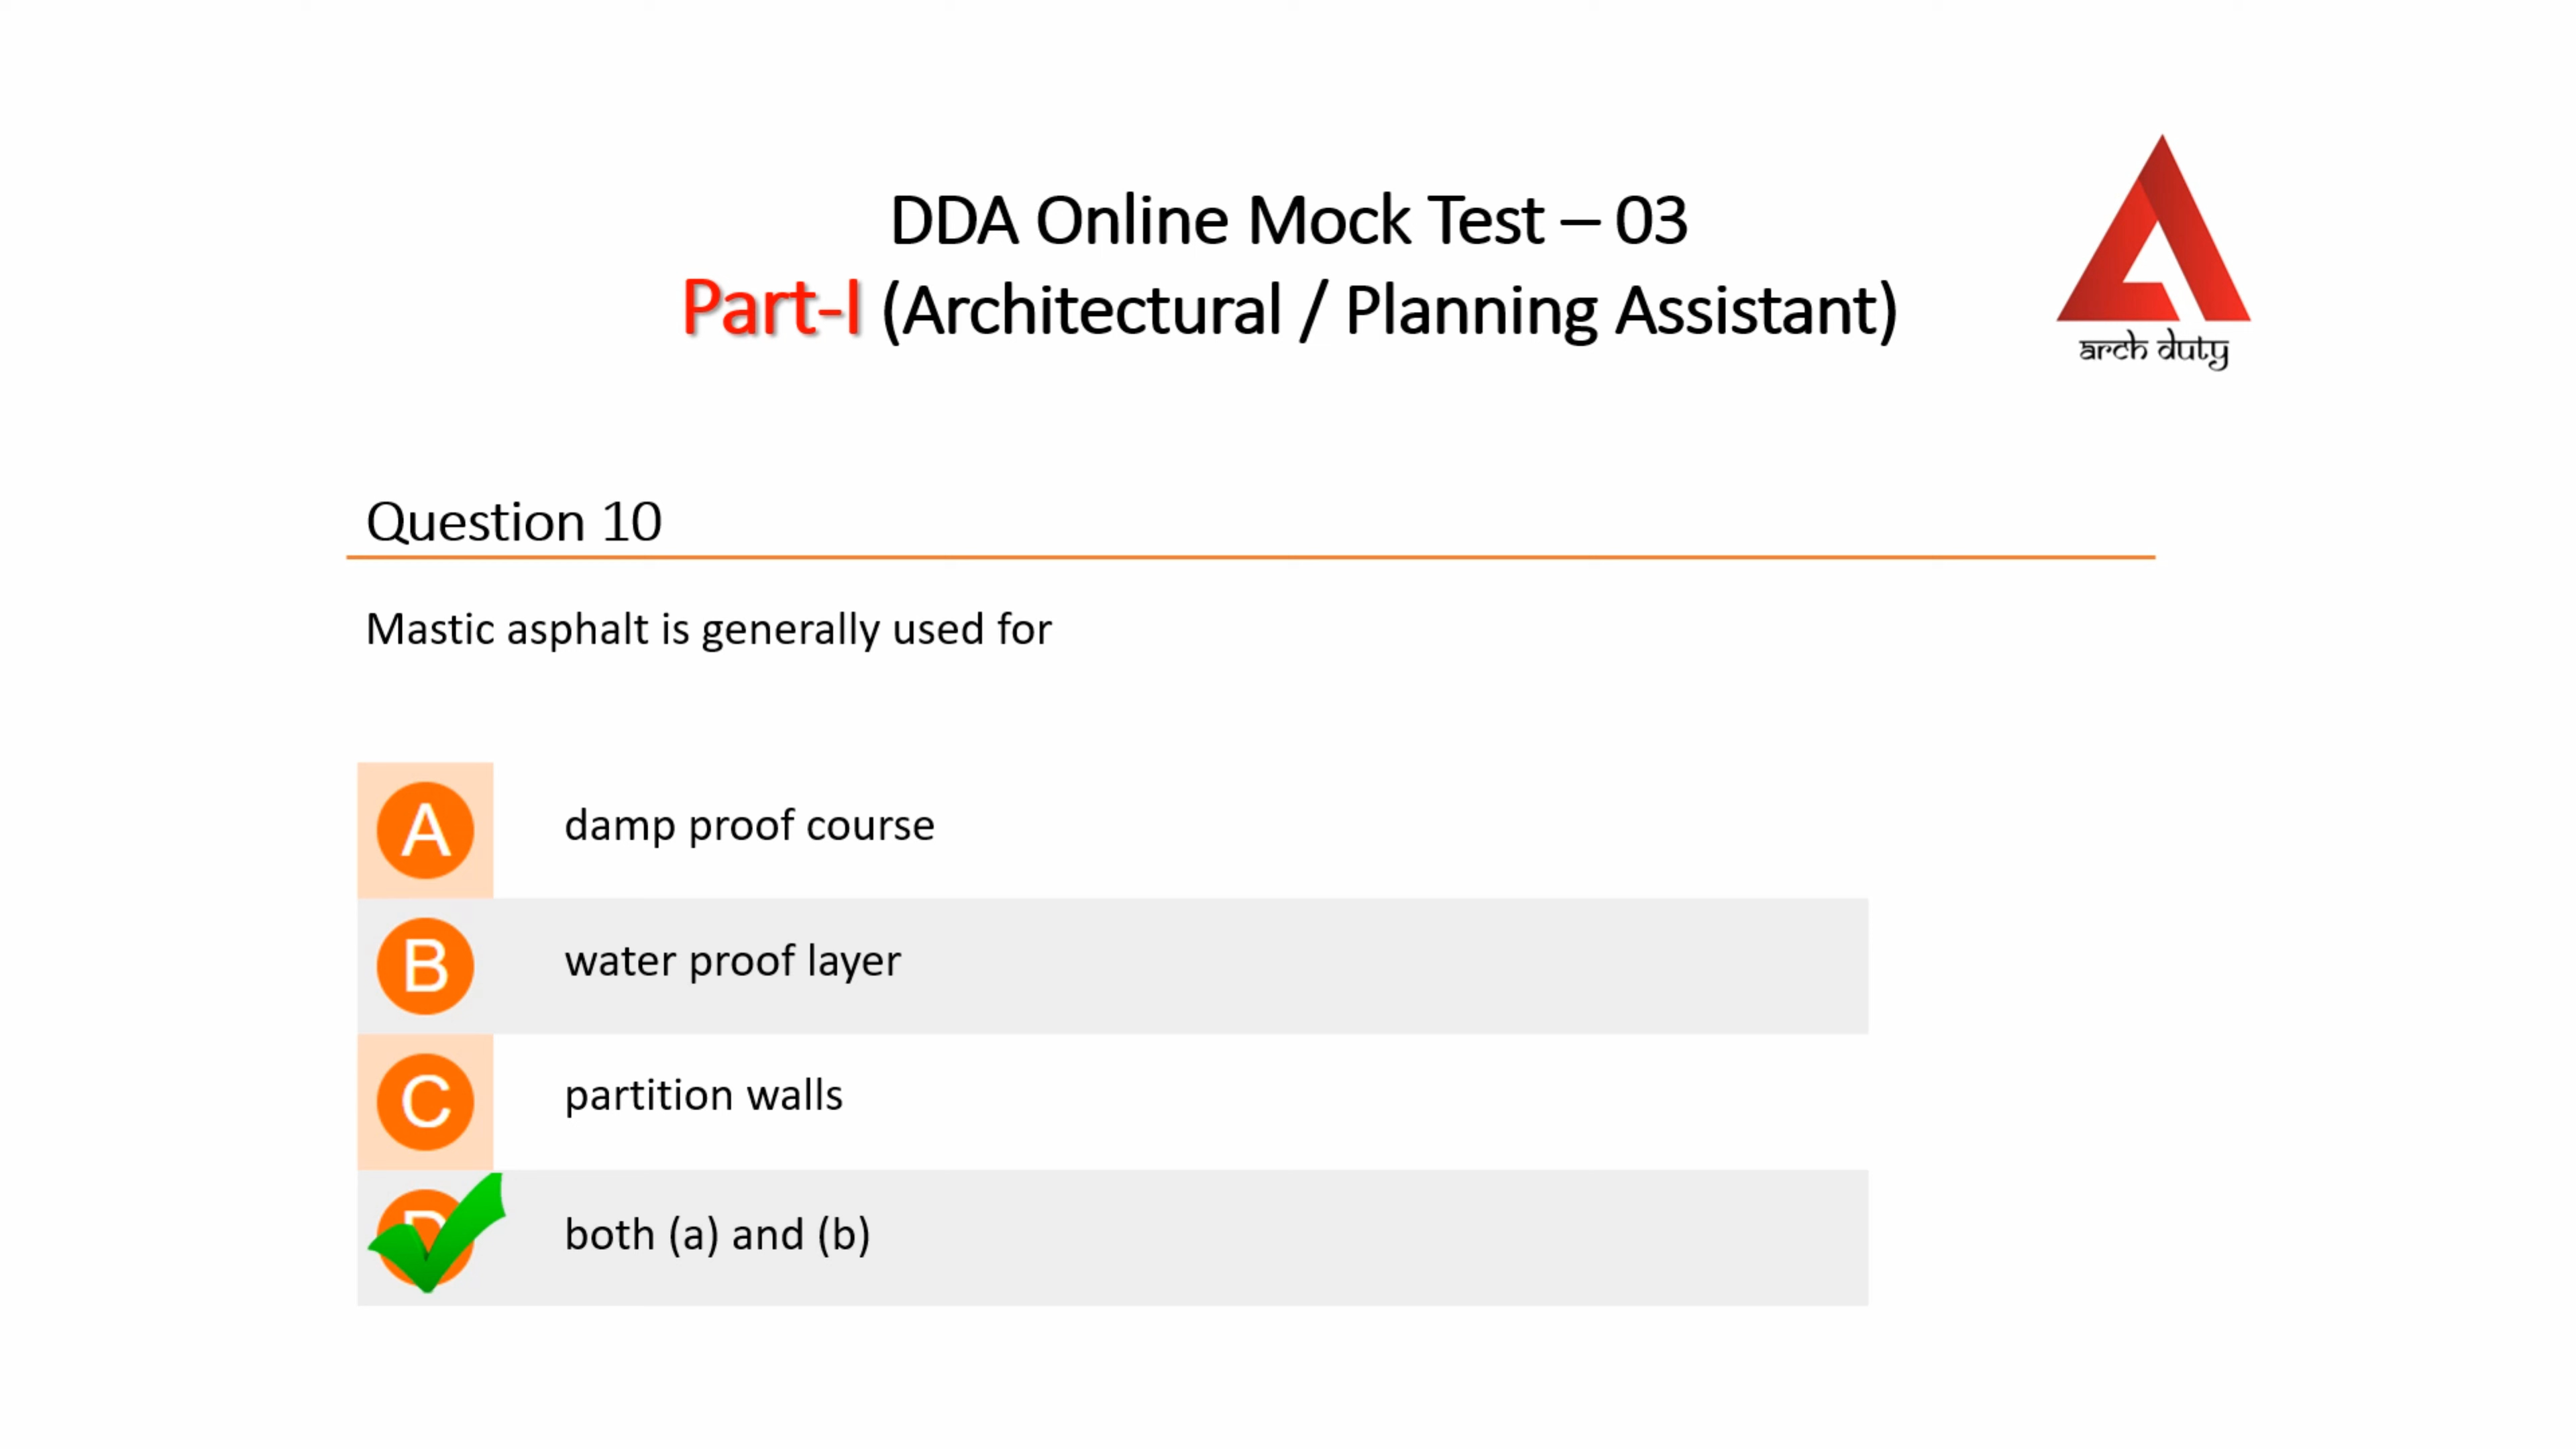 DDA Online Mock Test – 03
Part-I (Architectural / Planning Assistant)
arch duty
Question 10
Mastic asphalt is generally used for
A damp proof course
B water proof layer
C partition walls
D both (a) and (b)